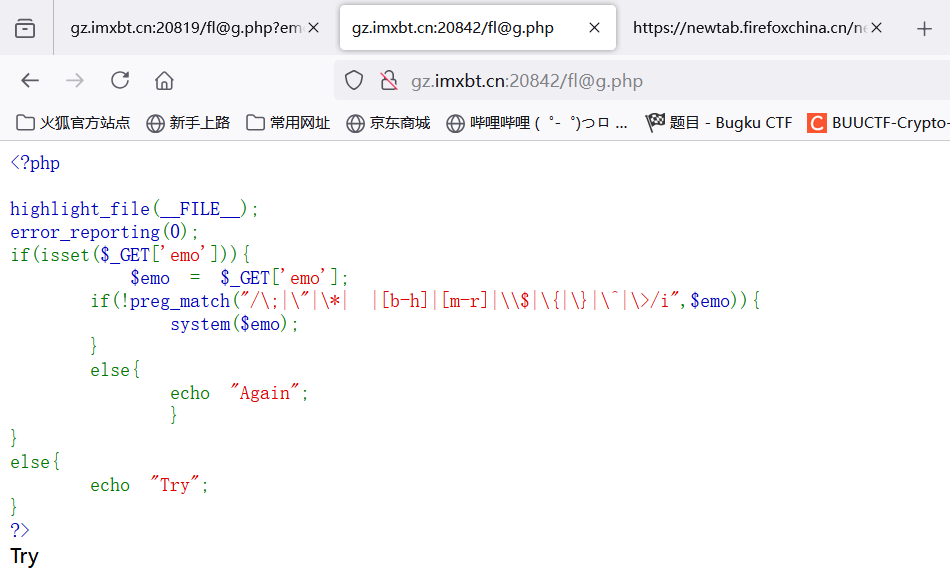 gz.imxbt.cn:20819/fl@g.php?em
gz.imxbt.cn:20842/fl@g.php
https://newtab.firefoxchina.cn/ne
gz.imxbt.cn:20842/fl@g.php
火狐官方站点 新手上路 常用网址 京东商城 哔哩哔哩 ( ゜- ゜)つロ ... 题目 - Bugku CTF BUUCTF-Crypto-
<?php
highlight_file(__FILE__);
error_reporting(0);
if(isset($_GET['emo'])){
$emo = $_GET['emo'];
if(!preg_match("/\;|\"|\*| |[b-h]|[m-r]|\\$|\{|\}|\^|\>/i",$emo)){
system($emo);
}
else{
echo "Again";
}
}
else{
echo "Try";
}
?>
Try